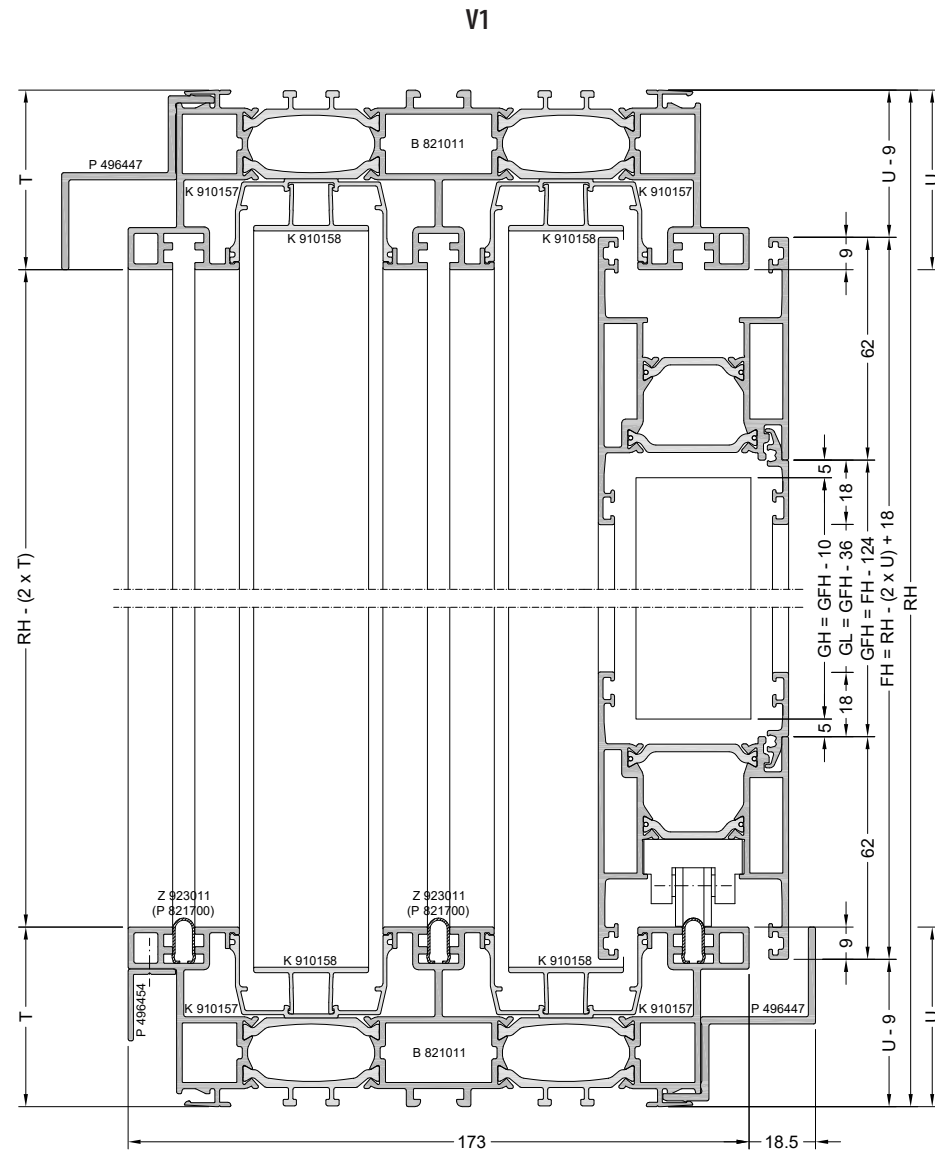 V1
B 821011
P 496447
K 910157
K 910157
K 910158
K 910158
T
U - 9
U
9
62
5
18
RH - (2 x T)
GH = GFH - 10
GL = GFH - 36
GFH = FH - 124
FH = RH - (2 x U) + 18
RH
18
5
62
Z 923011
(P 821700)
Z 923011
(P 821700)
9
K 910158
K 910158
P 496454
K 910157
K 910157
P 496447
T
B 821011
U - 9
U
173
18.5